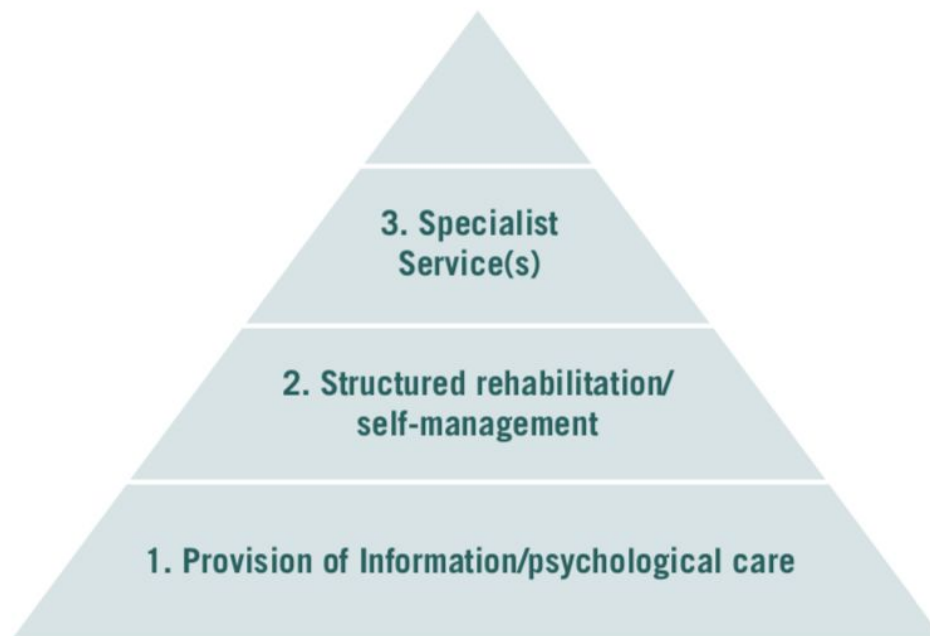 3. Specialist
Service(s)
2. Structured rehabilitation/
self-management
1. Provision of Information/psychological care